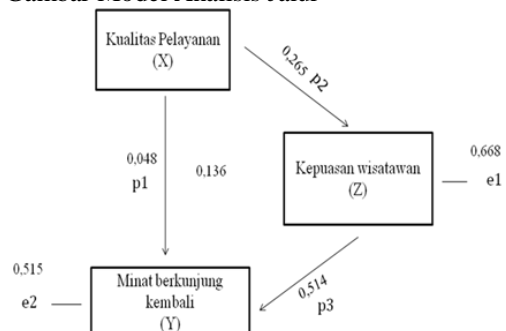 Gambar Model Analisis Jalur
Kualitas Pelayanan
(X)
0,265 p2
0,048
p1
0,136
Kepuasan wisatawan
(Z)
0,668
e1
0,515
e2
Minat berkunjung
kembali
(Y)
0,514
p3